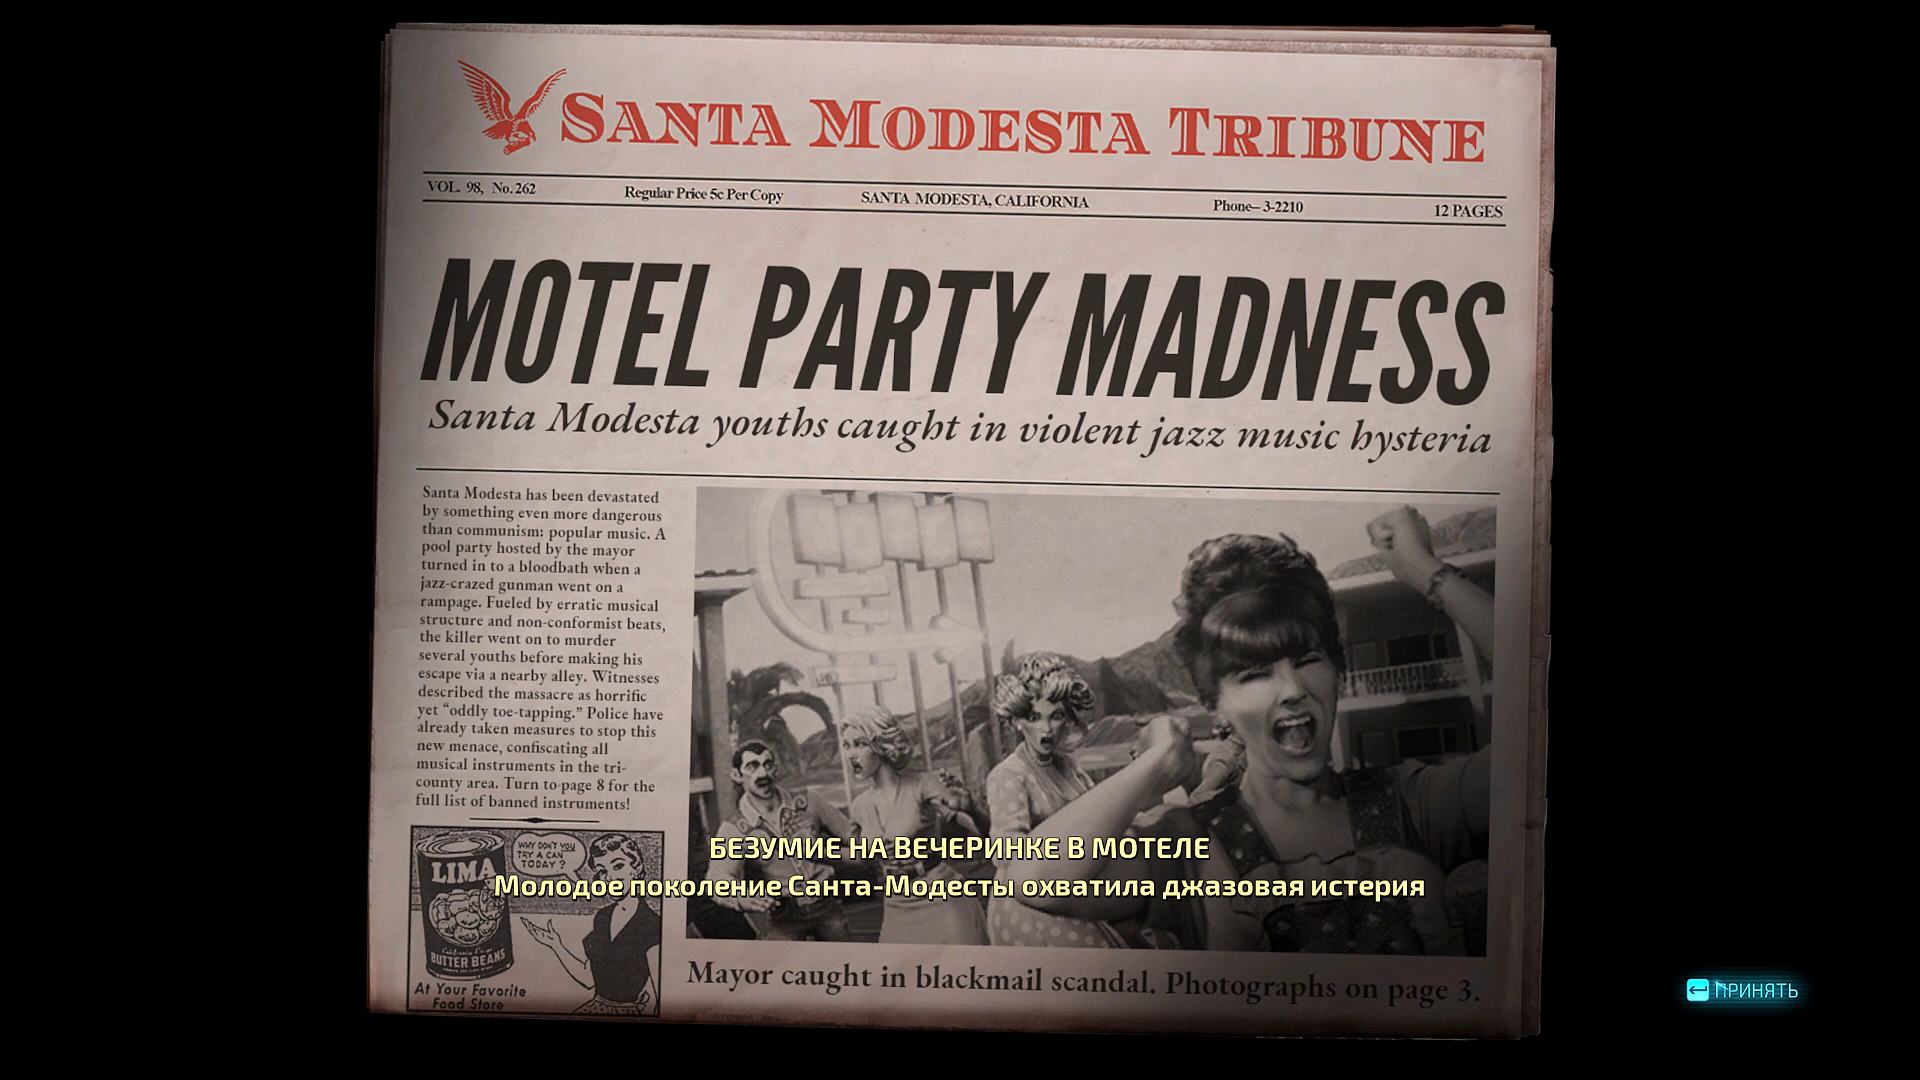 SANTA MODESTA TRIBUNE
VOL. 98, No. 262
Regular Price 5c Per Copy
SANTA MODESTA, CALIFORNIA
Phone– 3-2210
12 PAGES
MOTEL PARTY MADNESS
Santa Modesta youths caught in violent jazz music hysteria
Santa Modesta has been devastated
by something even more dangerous
than communism: popular music. A
pool party hosted by the mayor
turned in to a bloodbath when a
jazz-crazed gunman went on a
rampage. Fueled by erratic musical
structure and non-conformist beats,
the killer went on to murder
several youths before making his
escape via a nearby alley. Witnesses
described the massacre as horrific
yet “oddly toe-tapping.” Police have
already taken measures to stop this
new menace, confiscating all
musical instruments in the tri-
county area. Turn to page 8 for the
full list of banned instruments!
WHY DON'T YOU
TRY A CAN
TODAY?
LIMA
BUTTER BEANS
At Your Favorite
Food Store
БЕЗУМИЕ НА ВЕЧЕРИНКЕ В МОТЕЛЕ
Молодое поколение Санта-Модесты охватила джазовая истерия
Mayor caught in blackmail scandal. Photographs on page 3.
ПРИНЯТЬ